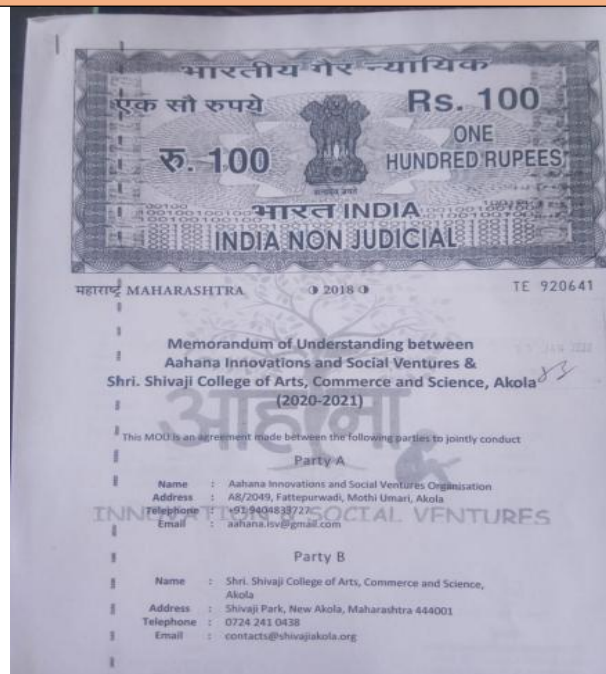 भारतीय गैर न्यायिक
एक सौ रुपये
Rs. 100
रु. 100
ONE
HUNDRED RUPEES
सत्यमेव जयते
भारत INDIA
INDIA NON JUDICIAL
महाराष्ट्र MAHARASHTRA
2018
TE 920641
Memorandum of Understanding between
Aahana Innovations and Social Ventures &
Shri. Shivaji College of Arts, Commerce and Science, Akola
(2020-2021)
आहाना
This MOU is an agreement made between the following parties to jointly conduct
Party A
Name : Aahana Innovations and Social Ventures Organisation
Address : A8/2049, Fattepurwadi, Mothi Umari, Akola
Telephone : +91 9404833727
Email : aahana.isv@gmail.com
INNOVATION & SOCIAL VENTURES
Party B
Name : Shri. Shivaji College of Arts, Commerce and Science,
Akola
Address : Shivaji Park, New Akola, Maharashtra 444001
Telephone : 0724 241 0438
Email : contacts@shivajiakola.org